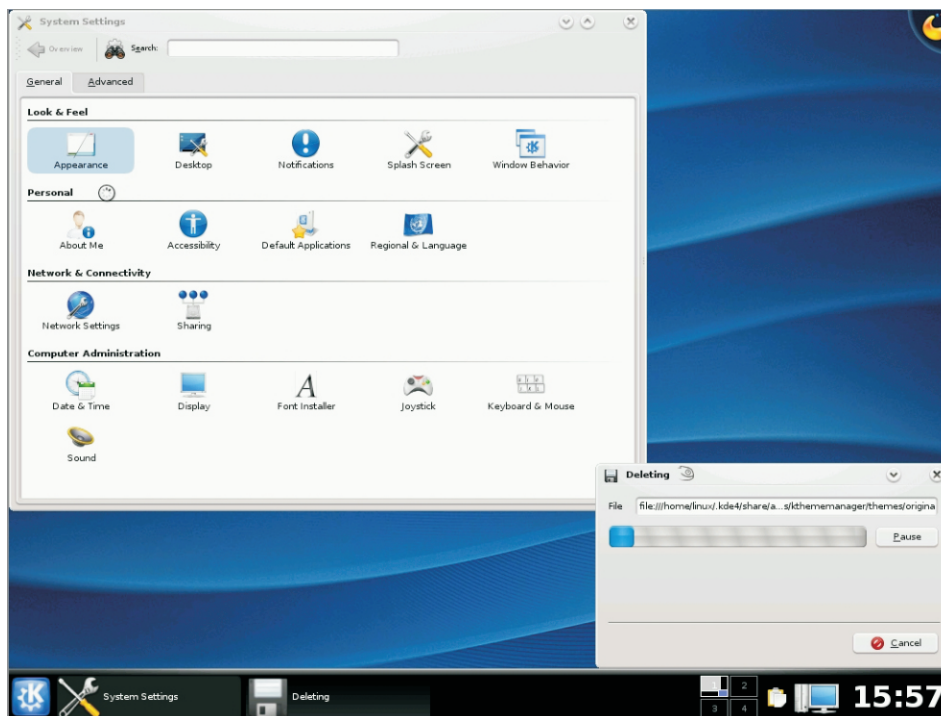 System Settings
Overview Search:
General Advanced
Look & Feel
Appearance Desktop Notifications Splash Screen Window Behavior
Personal
About Me Accessibility Default Applications Regional & Language
Network & Connectivity
Network Settings Sharing
Computer Administration
Date & Time Display Font Installer Joystick Keyboard & Mouse
Sound
Deleting
File file:///home/linux/.kde4/share/a...s/kthememanager/themes/origina
Pause
Cancel
System Settings Deleting 1 2 15:57
3 4